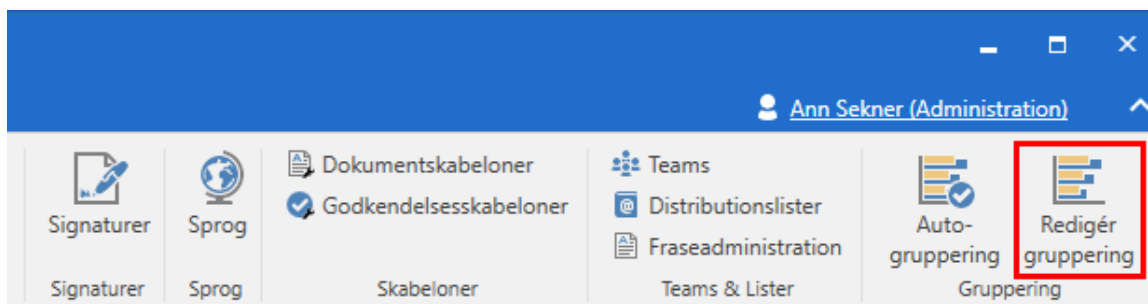 Ann Sekner (Administration)
Signaturer
Sprog
Dokumentskabeloner
Godkendelsesskabeloner
Teams
Distributionslister
Fraseadministration
Auto-
gruppering
Redigér
gruppering
Signaturer
Sprog
Skabeloner
Teams & Lister
Gruppering